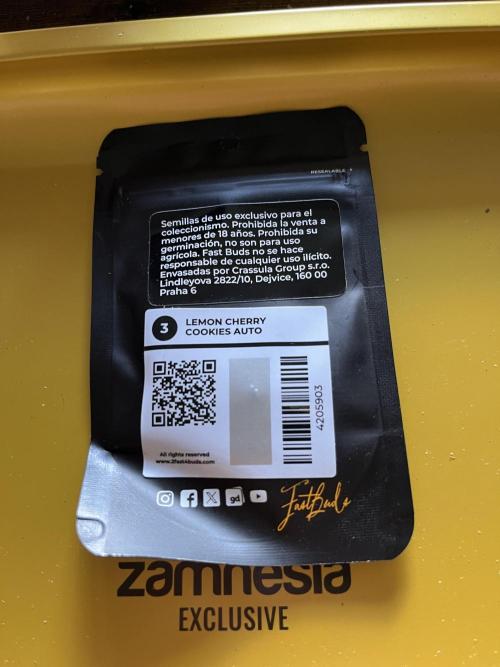 RESEALABLE
Semillas de uso exclusivo para el
coleccionismo. Prohibida la venta a
menores de 18 años. Prohibida su
germinación, no son para uso
agrícola. Fast Buds no se hace
responsable de cualquier uso ilícito.
Envasadas por Crassula Group s.r.o.
Lindleyova 2822/10, Dejvice, 160 00
Praha 6
3
LEMON CHERRY
COOKIES AUTO
4205903
All rights reserved
www.2fast4buds.com
gd
FastBuds
zamnesia
EXCLUSIVE